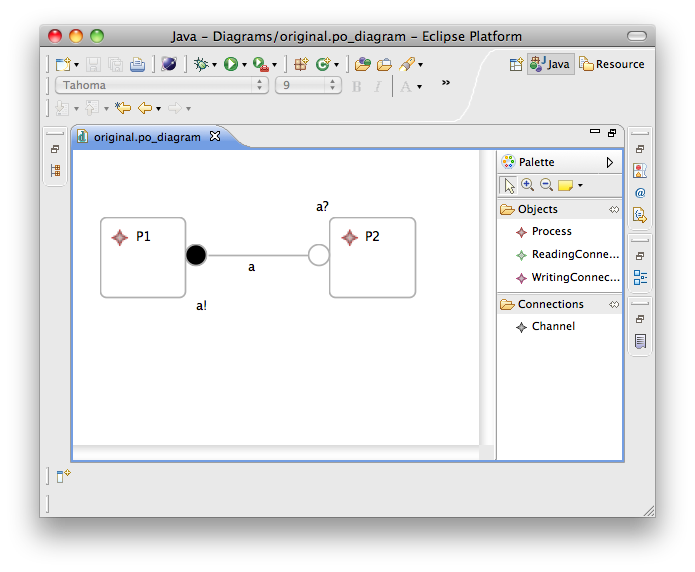 Java - Diagrams/original.po_diagram - Eclipse Platform
Java
Resource
Tahoma
9
B I A
»
original.po_diagram
Palette
Objects
Process
ReadingConne...
WritingConnec...
Connections
Channel
a?
P1
P2
a
a!
@